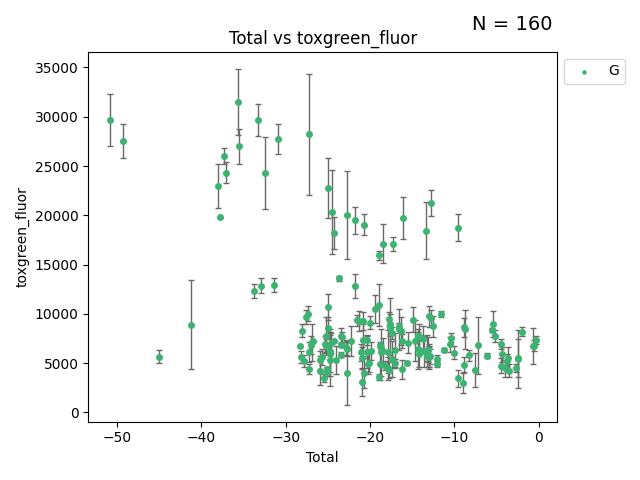 N = 160
Total vs toxgreen_fluor
G
toxgreen_fluor
35000
30000
25000
20000
15000
10000
5000
0
−50 −40 −30 −20 −10 0
Total